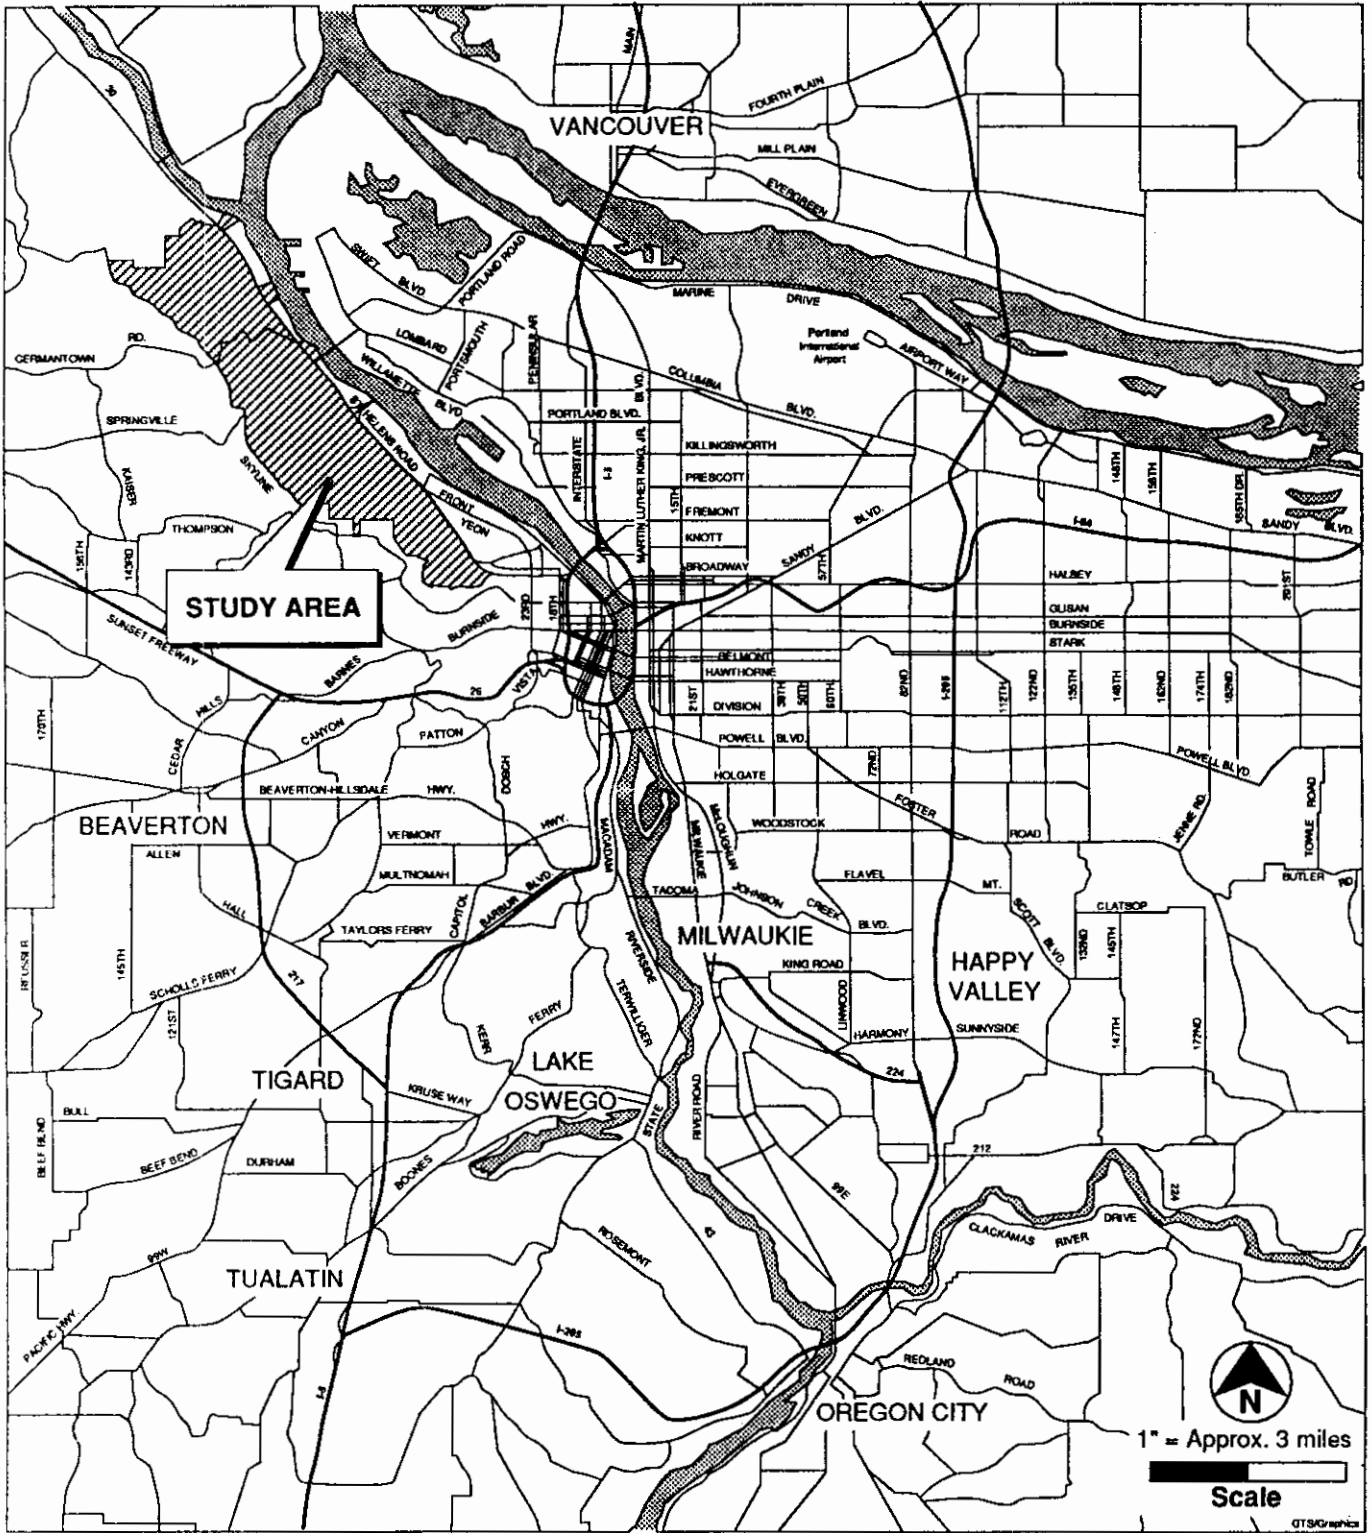 MAIN
30
FOURTH PLAIN
VANCOUVER
MILL PLAIN
EVERGREEN
SWIFT
BLVD
PORTLAND ROAD
MARINE
DRIVE
LOMBARD
PORTSMOUTH
PENINSULAR
Portland
International
Airport
AIRPORT WAY
GERMANTOWN
RD.
WILLAMETTE
BLVD
COLUMBIA
BLVD.
ST HELENS ROAD
PORTLAND BLVD.
SPRINGVILLE
KAISER
SKYLINE
INTERSTATE
I-5
MARTIN LUTHER KING, JR.
BLVD.
KILLINGSWORTH
PRESCOTT
15TH
FREMONT
KNOTT
BROADWAY
SANDY
BLVD.
57TH
148TH
158TH
185TH DR.
SANDY
BLVD.
I-84
FRONT
YEON
THOMPSON
156TH
143RD
STUDY AREA
HALSEY
201ST
GLISAN
BURNSIDE
STARK
23RD
18TH
BURNSIDE
SUNSET FREEWAY
BARNES
26
VISTA
BELMONT
HAWTHORNE
21ST
39TH
50TH
60TH
82ND
I-205
112TH
122ND
135TH
148TH
162ND
174TH
182ND
DIVISION
170TH
CEDAR
HILLS
CANYON
PATTON
DOSCH
POWELL BLVD.
72ND
POWELL BLVD.
HOLGATE
BEAVERTON-HILLSDALE
HWY.
FOSTER
ROAD
JENNE RD.
TOWLE
ROAD
BEAVERTON
VERMONT
HWY.
MACADAM
MILWAUKIE
McLOUGHLIN
WOODSTOCK
ALLEN
MULTNOMAH
BARBUR
BLVD.
TACOMA
JOHNSON
CREEK
BLVD.
FLAVEL
MT.
SCOTT
BLVD.
BUTLER
RD
HALL
CAPITOL
TAYLORS FERRY
RIVERSIDE
MILWAUKIE
CLATSOP
132ND
145TH
145TH
SCHOLLS FERRY
217
TERWILLIGER
KING ROAD
LINWOOD
HAPPY
VALLEY
121ST
KERR
FERRY
HARMONY
SUNNYSIDE
147TH
172ND
TIGARD
LAKE
OSWEGO
KRUSE WAY
224
BULL
BEEF BEND
BEEF BEND
DURHAM
BOONES
STATE
RIVER ROAD
212
224
99E
43
CLACKAMAS
RIVER
DRIVE
ROSEMONT
99W
TUALATIN
PACIFIC HWY.
I-205
I-5
REDLAND
ROAD
OREGON CITY
N
1" = Approx. 3 miles
Scale
OTS/Graphics